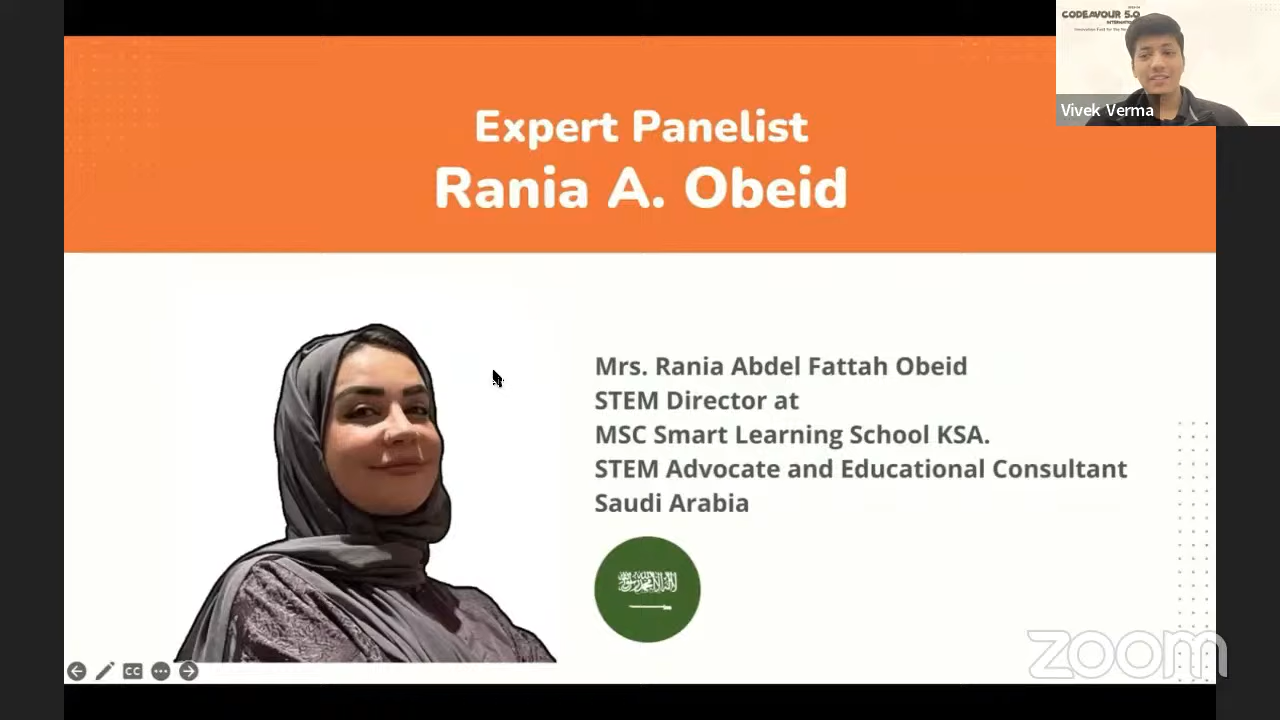 CODEAVOUR 5.0
Vivek Verma
Expert Panelist
Rania A. Obeid
Mrs. Rania Abdel Fattah Obeid
STEM Director at
MSC Smart Learning School KSA.
STEM Advocate and Educational Consultant
Saudi Arabia
CC
zoom